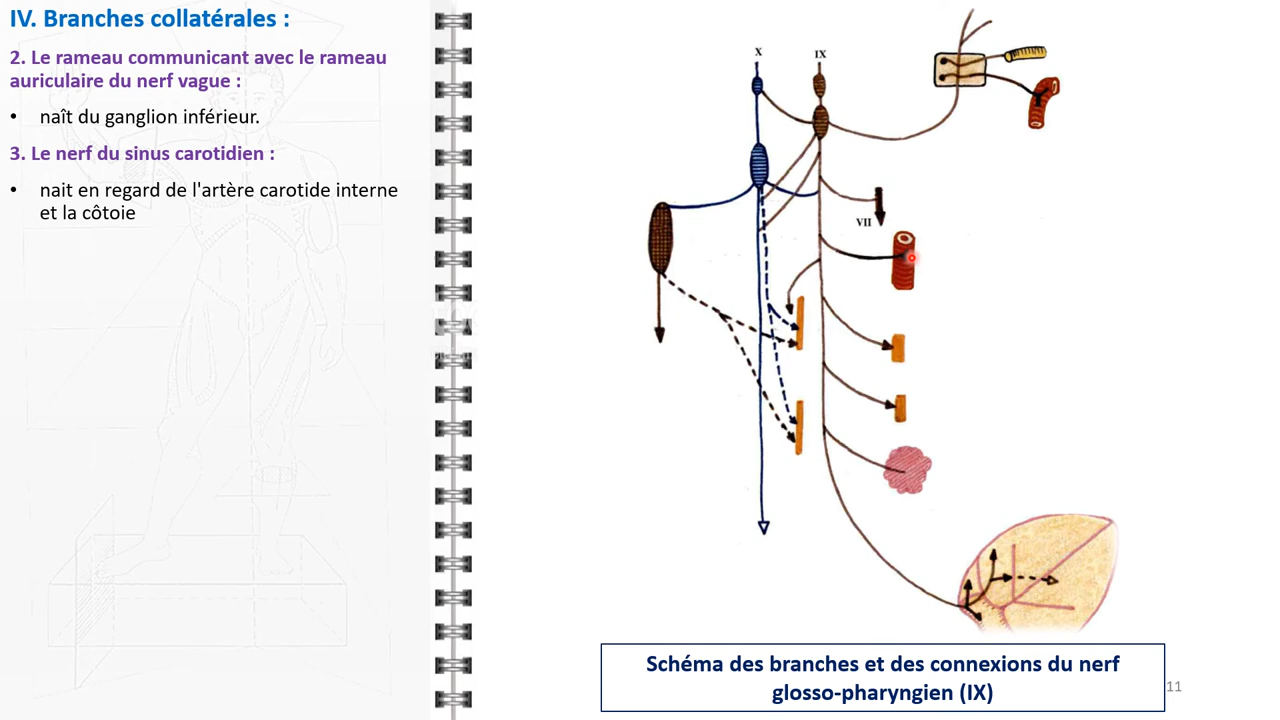 IV. Branches collatérales :
2. Le rameau communicant avec le rameau
auriculaire du nerf vague :
• naît du ganglion inférieur.
3. Le nerf du sinus carotidien :
• nait en regard de l'artère carotide interne
et la côtoie
X
IX
VII
Schéma des branches et des connexions du nerf
glosso-pharyngien (IX)
11